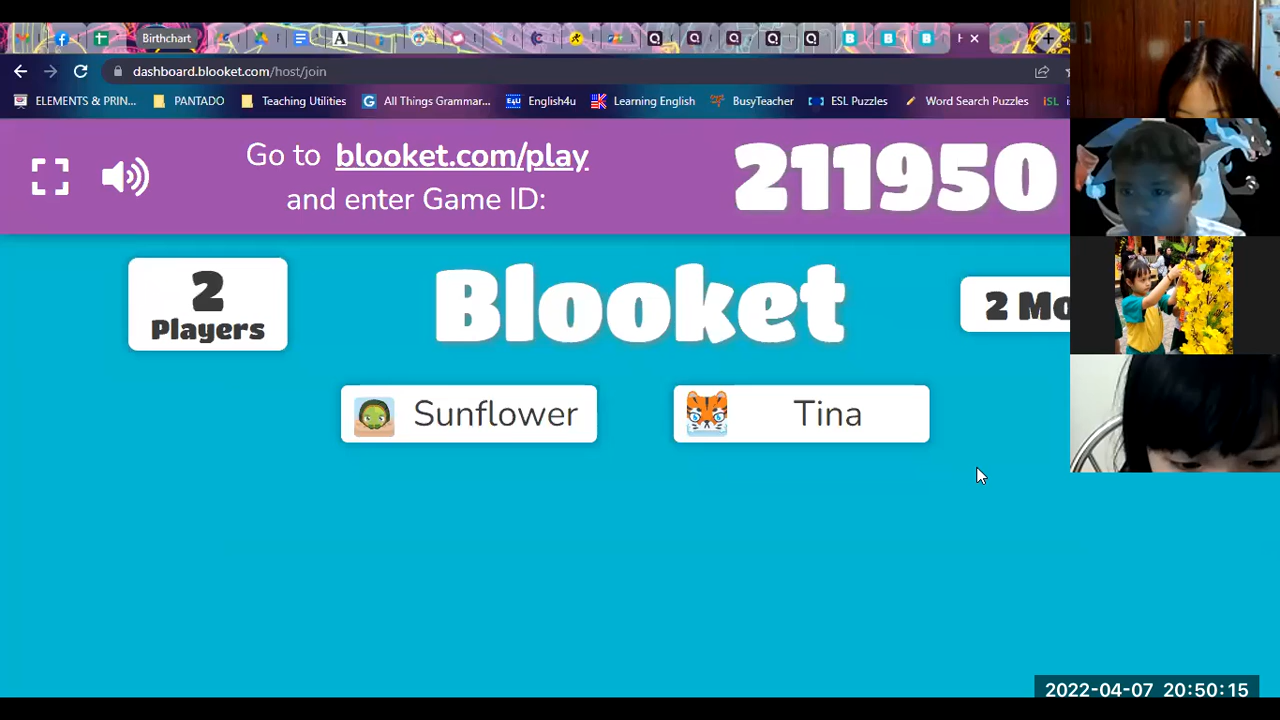 Birthchart
dashboard.blooket.com/host/join
ELEMENTS & PRIN... PANTADO Teaching Utilities All Things Grammar... English4u Learning English BusyTeacher ESL Puzzles Word Search Puzzles
Go to blooket.com/play
and enter Game ID:
211950
2
Players
Blooket
2 Mo
Sunflower
Tina
2022-04-07 20:50:15